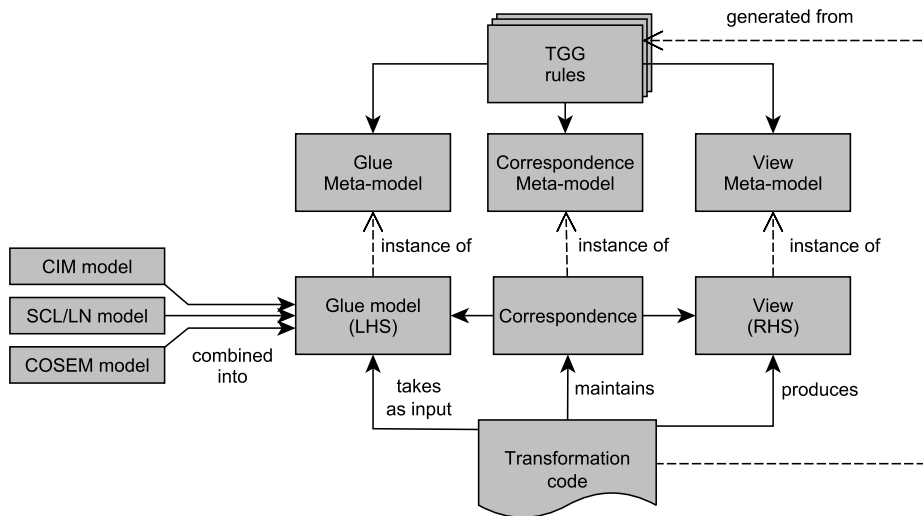 generated from
TGG
rules
Glue
Meta-model
Correspondence
Meta-model
View
Meta-model
instance of
instance of
instance of
CIM model
SCL/LN model
COSEM model
combined
into
Glue model
(LHS)
Correspondence
View
(RHS)
takes
as input
maintains
produces
Transformation
code